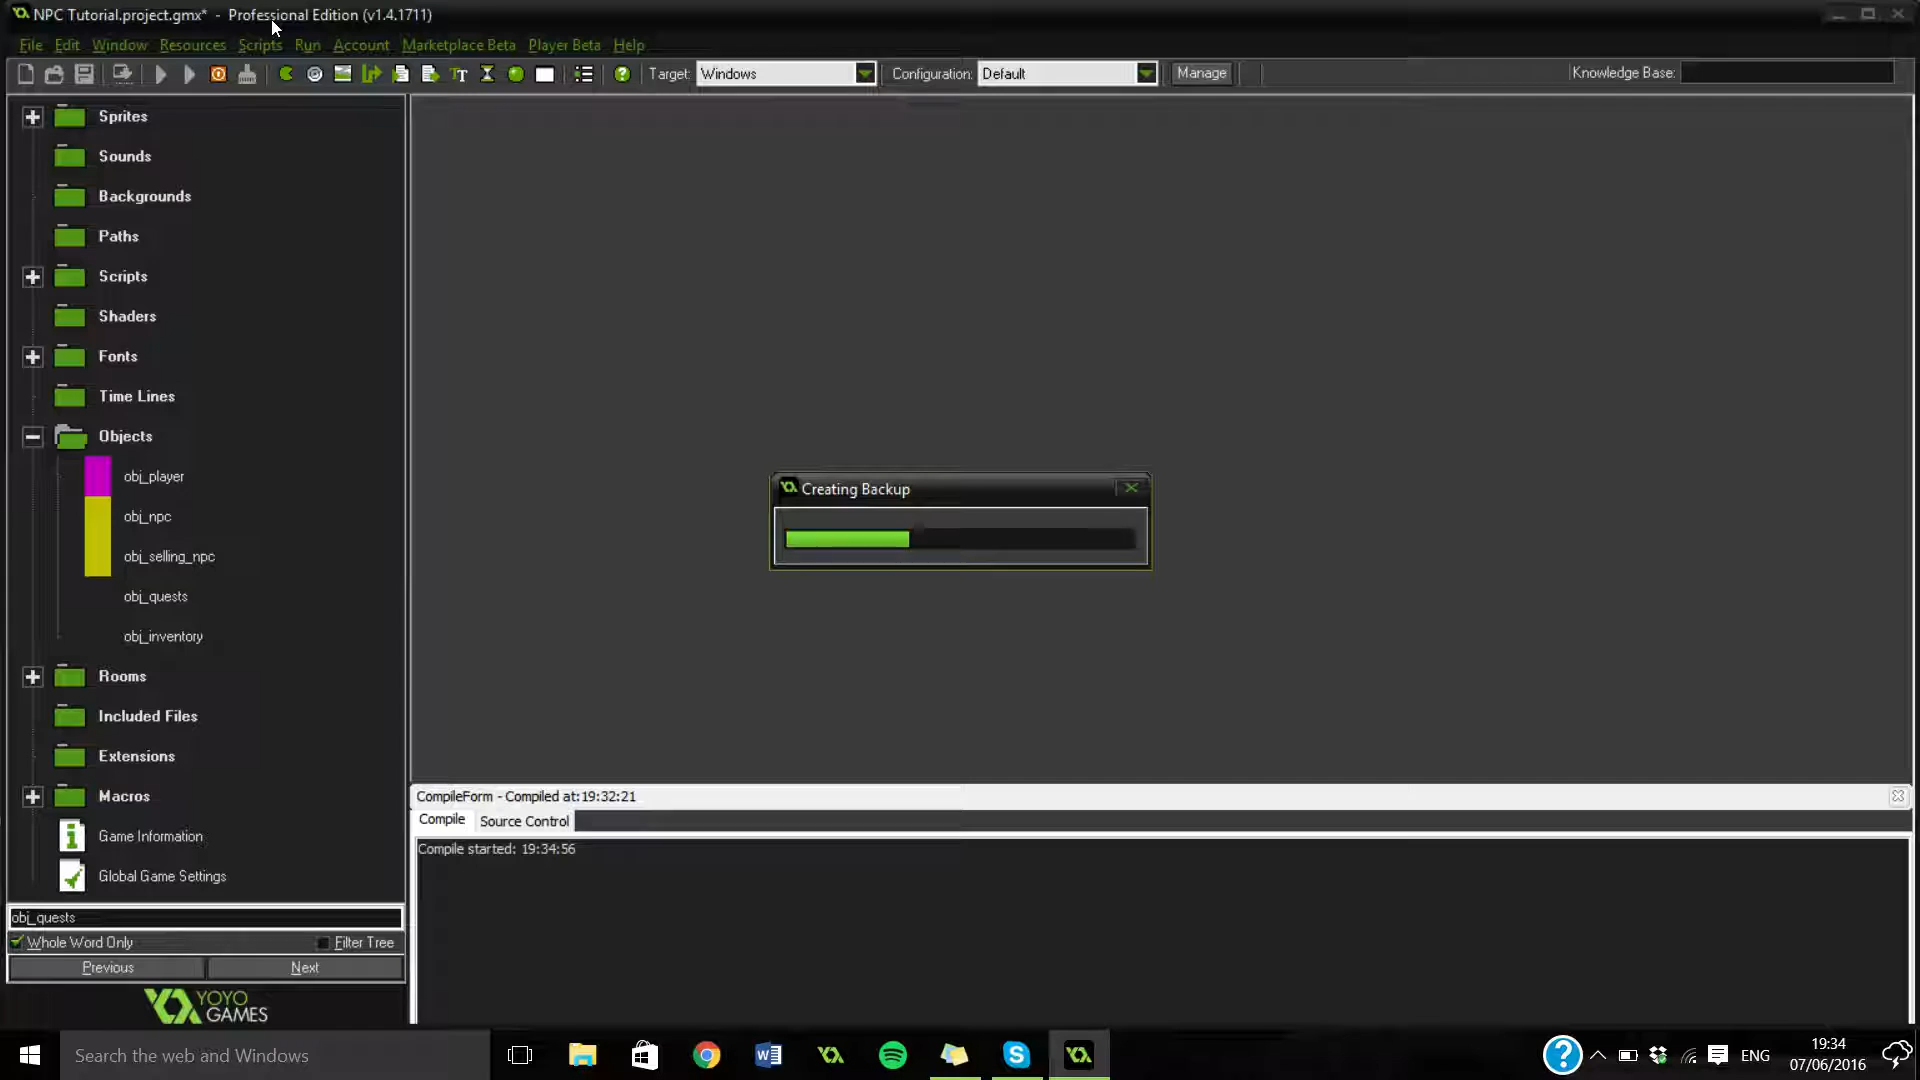 NPC Tutorial.project.gmx* - Professional Edition (v1.4.1711)
File Edit Window Resources Scripts Run Account Marketplace Beta Player Beta Help
Target: Windows Configuration: Default Manage Knowledge Base:
Sprites
Sounds
Backgrounds
Paths
Scripts
Shaders
Fonts
Time Lines
Objects
obj_player
obj_npc
obj_selling_npc
obj_quests
obj_inventory
Rooms
Included Files
Extensions
Macros
Game Information
Global Game Settings
obj_quests
Whole Word Only Filter Tree
Previous Next
YOYO
GAMES
Creating Backup
CompileForm - Compiled at:19:32:21
Compile Source Control
Compile started: 19:34:56
Search the web and Windows
ENG
19:34
07/06/2016